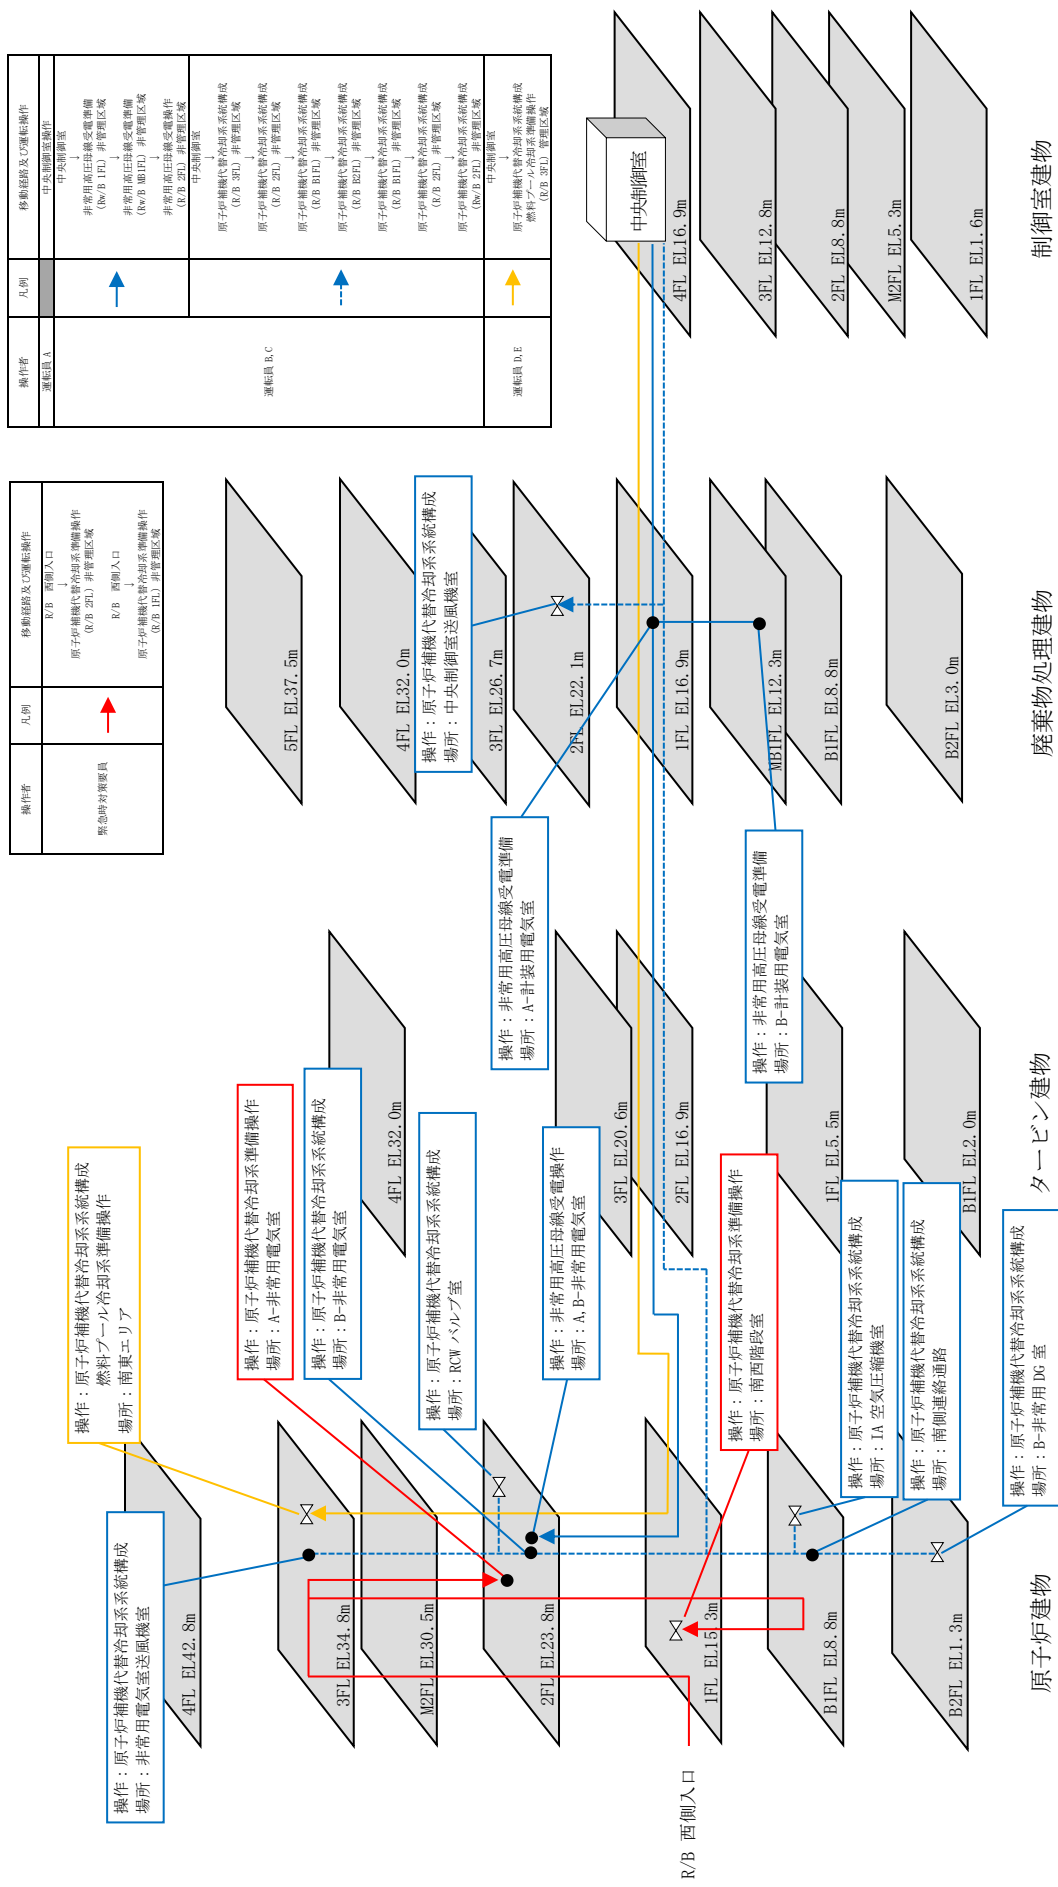 操作者
凡例
移動経路及び運転操作
緊急時対策要員
R/B 西側入口
↓
原子炉補機代替冷却系準備操作
(R/B 2FL) 非管理区域
R/B 西側入口
↓
原子炉補機代替冷却系準備操作
(R/B 1FL) 非管理区域
操作者
凡例
移動経路及び運転操作
運転員 A
中央制御室操作
運転員 B,C
中央制御室
↓
非常用高圧母線受電準備
(Rw/B 1FL) 非管理区域
↓
非常用高圧母線受電準備
(Rw/B MB1FL) 非管理区域
↓
非常用高圧母線受電操作
(R/B 2FL) 非管理区域
中央制御室
↓
原子炉補機代替冷却系系統構成
(R/B 3FL) 非管理区域
↓
原子炉補機代替冷却系系統構成
(R/B 2FL) 非管理区域
↓
原子炉補機代替冷却系系統構成
(R/B B1FL) 非管理区域
↓
原子炉補機代替冷却系系統構成
(R/B B2FL) 非管理区域
↓
原子炉補機代替冷却系系統構成
(R/B B1FL) 非管理区域
↓
原子炉補機代替冷却系系統構成
(R/B 2FL) 非管理区域
↓
原子炉補機代替冷却系系統構成
(Rw/B 2FL) 非管理区域
運転員 D,E
中央制御室
↓
原子炉補機代替冷却系系統構成
燃料プール冷却系準備操作
(R/B 3FL) 管理区域
操作：原子炉補機代替冷却系系統構成
場所：非常用電気室送風機室
操作：原子炉補機代替冷却系系統構成
燃料プール冷却系準備操作
場所：南東エリア
操作：原子炉補機代替冷却系準備操作
場所：A-非常用電気室
操作：原子炉補機代替冷却系系統構成
場所：B-非常用電気室
操作：原子炉補機代替冷却系系統構成
場所：RCW バルブ室
操作：非常用高圧母線受電操作
場所：A,B-非常用電気室
操作：原子炉補機代替冷却系準備操作
場所：南西階段室
操作：原子炉補機代替冷却系系統構成
場所：IA 空気圧縮機室
操作：原子炉補機代替冷却系系統構成
場所：南側連絡通路
操作：原子炉補機代替冷却系系統構成
場所：B-非常用 DG 室
操作：非常用高圧母線受電準備
場所：A-計装用電気室
操作：非常用高圧母線受電準備
場所：B-計装用電気室
操作：原子炉補機代替冷却系系統構成
場所：中央制御室送風機室
4FL EL42.8m
3FL EL34.8m
M2FL EL30.5m
2FL EL23.8m
1FL EL15.3m
B1FL EL8.8m
B2FL EL1.3m
R/B 西側入口
原子炉建物
4FL EL32.0m
3FL EL20.6m
2FL EL16.9m
1FL EL5.5m
B1FL EL2.0m
タービン建物
5FL EL37.5m
4FL EL32.0m
3FL EL26.7m
2FL EL22.1m
1FL EL16.9m
MB1FL EL12.3m
B1FL EL8.8m
B2FL EL3.0m
廃棄物処理建物
中央制御室
4FL EL16.9m
3FL EL12.8m
2FL EL8.8m
M2FL EL5.3m
1FL EL1.6m
制御室建物